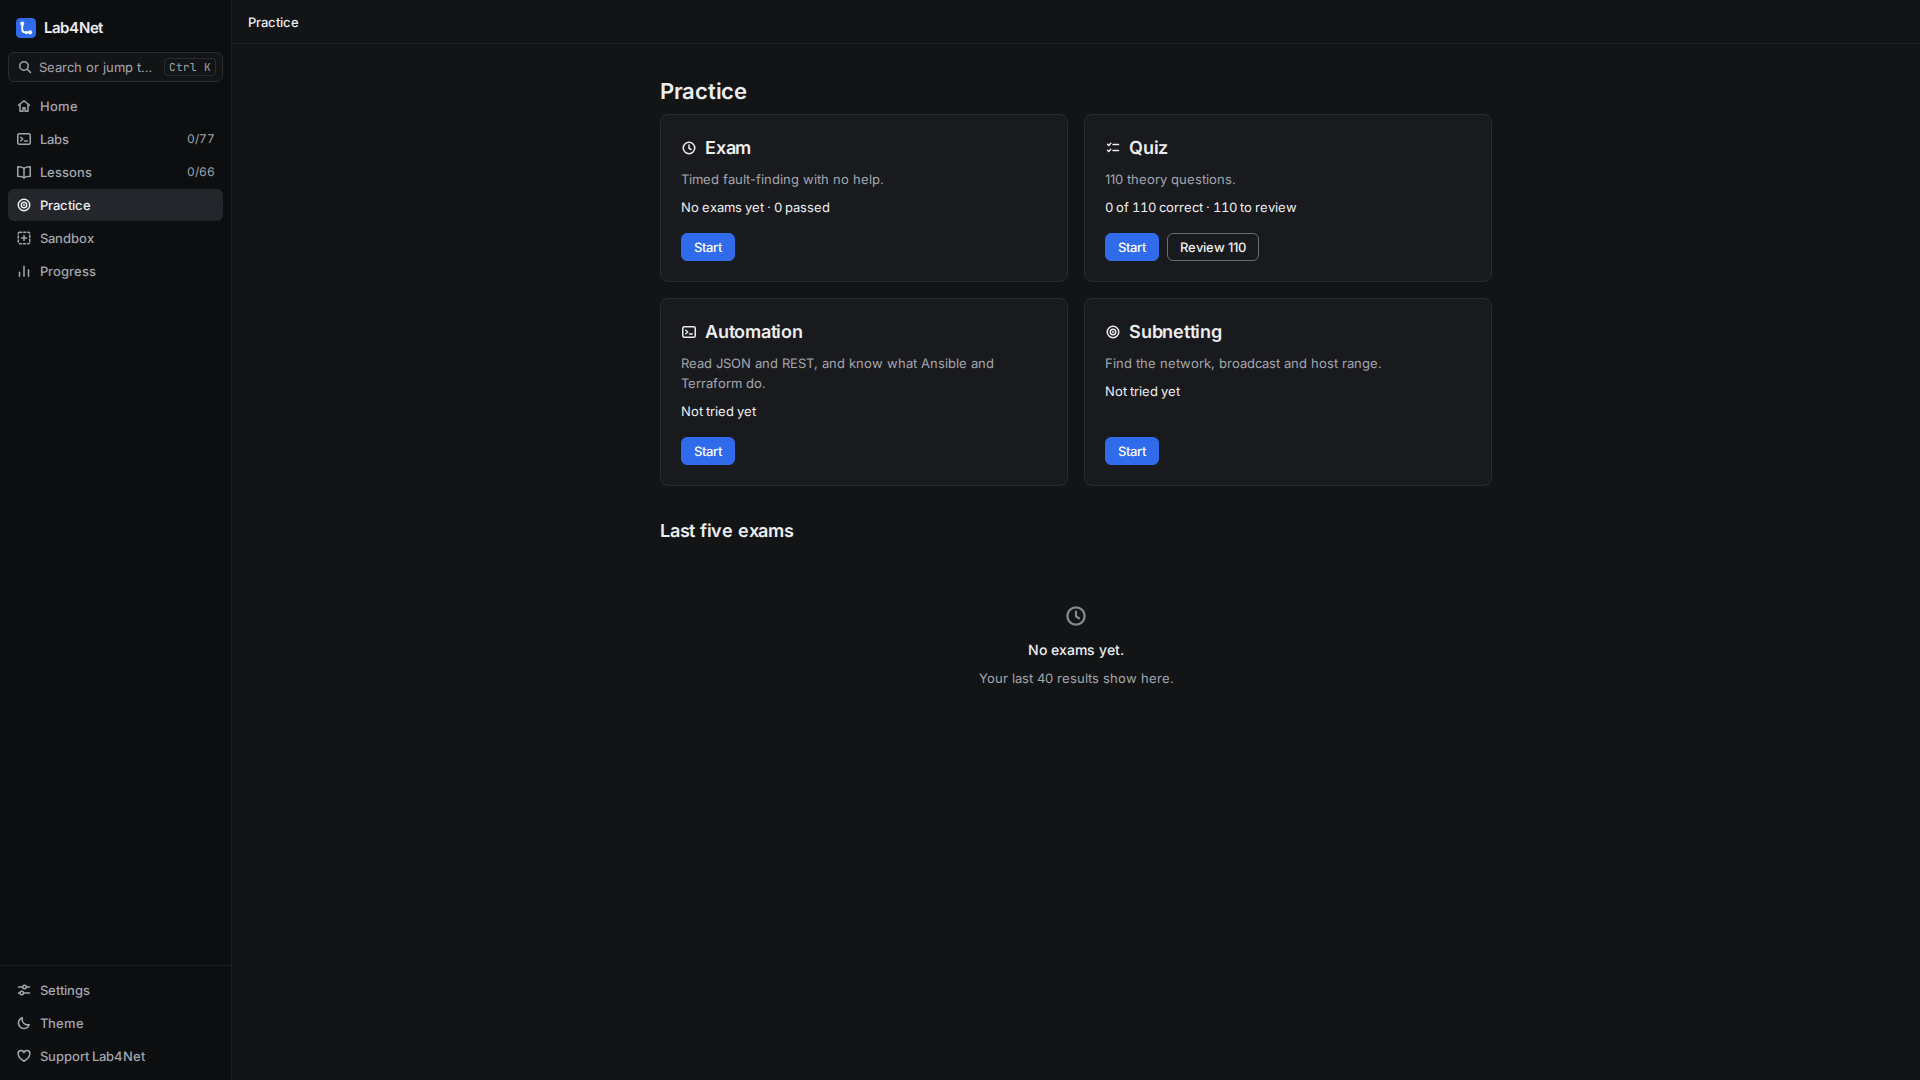 Lab4Net
Search or jump t... Ctrl K
Home
Labs 0/77
Lessons 0/66
Practice
Sandbox
Progress
Settings
Theme
Support Lab4Net
Practice
Practice
Exam
Timed fault-finding with no help.
No exams yet · 0 passed
Start
Quiz
110 theory questions.
0 of 110 correct · 110 to review
Start Review 110
Automation
Read JSON and REST, and know what Ansible and
Terraform do.
Not tried yet
Start
Subnetting
Find the network, broadcast and host range.
Not tried yet
Start
Last five exams
No exams yet.
Your last 40 results show here.